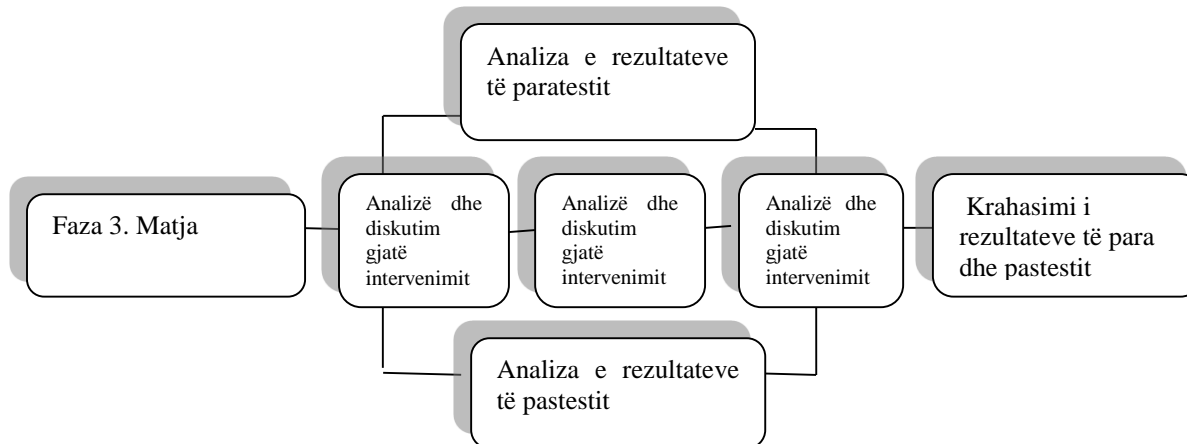 Analiza e rezultateve
të paratestit
Faza 3. Matja
Analizë dhe
diskutim
gjatë
intervenimit
Analizë dhe
diskutim
gjatë
intervenimit
Analizë dhe
diskutim
gjatë
intervenimit
Krahasimi i
rezultateve të para
dhe pastestit
Analiza e rezultateve
të pastestit